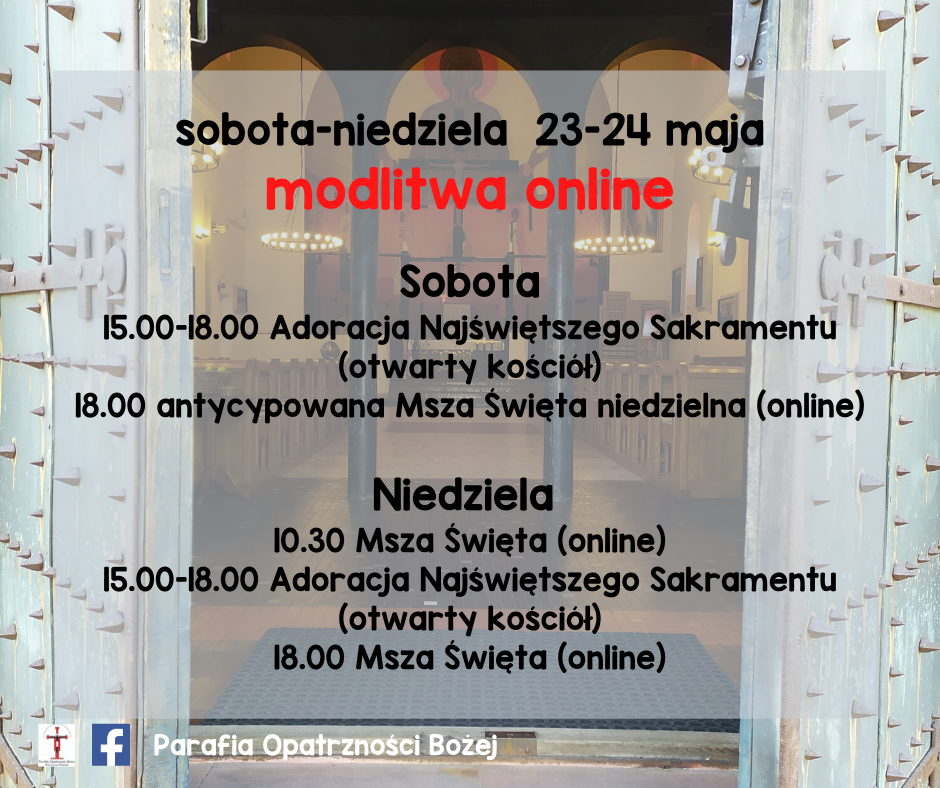 sobota-niedziela 23-24 maja
modlitwa online
Sobota
15.00-18.00 Adoracja Najświętszego Sakramentu
(otwarty kościół)
18.00 antycypowana Msza Święta niedzielna (online)
Niedziela
10.30 Msza Święta (online)
15.00-18.00 Adoracja Najświętszego Sakramentu
(otwarty kościół)
18.00 Msza Święta (online)
Parafia Opatrzności Bożej